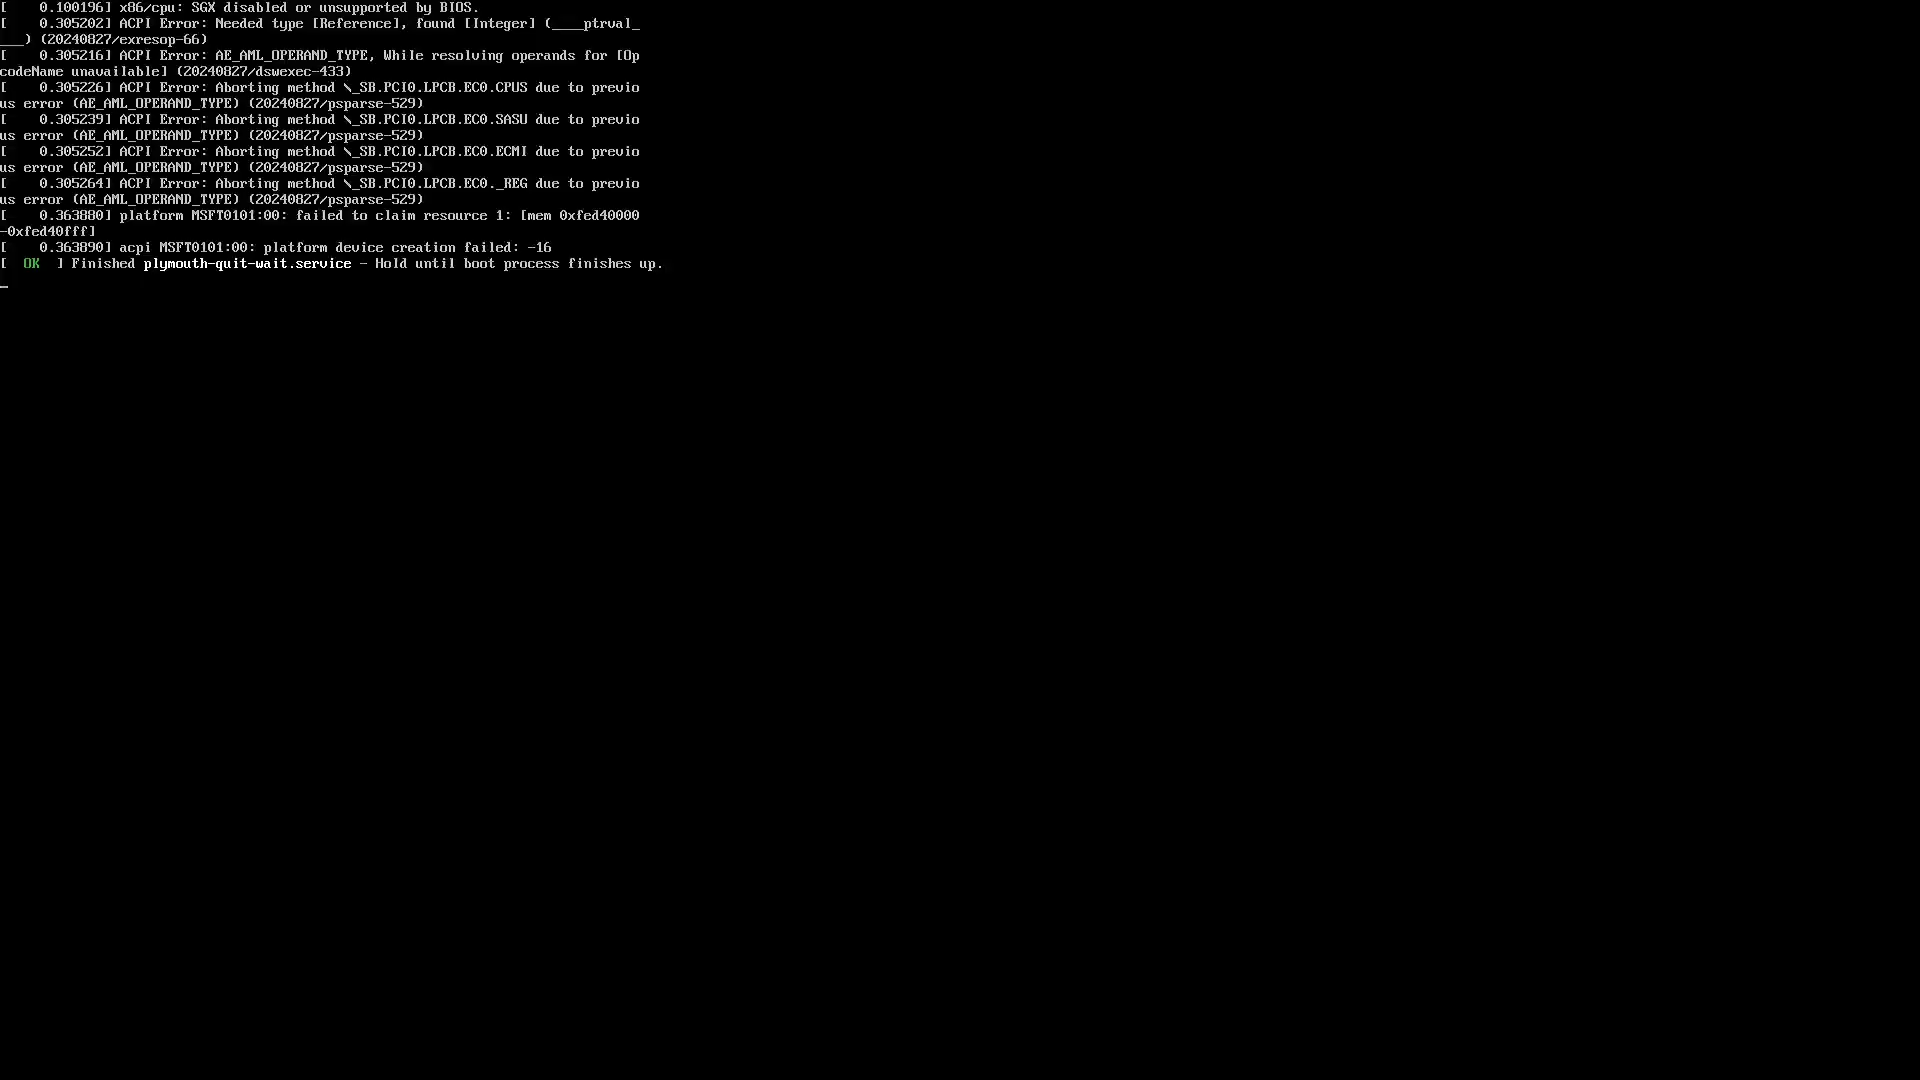 [    0.100196] x86/cpu: SGX disabled or unsupported by BIOS.
[    0.305202] ACPI Error: Needed type [Reference], found [Integer] (____ptrval_
___) (20240827/exresop-66)
[    0.305216] ACPI Error: AE_AML_OPERAND_TYPE, While resolving operands for [Op
codeName unavailable] (20240827/dswexec-433)
[    0.305226] ACPI Error: Aborting method \_SB.PCI0.LPCB.EC0.CPUS due to previo
us error (AE_AML_OPERAND_TYPE) (20240827/psparse-529)
[    0.305239] ACPI Error: Aborting method \_SB.PCI0.LPCB.EC0.SASU due to previo
us error (AE_AML_OPERAND_TYPE) (20240827/psparse-529)
[    0.305252] ACPI Error: Aborting method \_SB.PCI0.LPCB.EC0.ECMI due to previo
us error (AE_AML_OPERAND_TYPE) (20240827/psparse-529)
[    0.305264] ACPI Error: Aborting method \_SB.PCI0.LPCB.EC0._REG due to previo
us error (AE_AML_OPERAND_TYPE) (20240827/psparse-529)
[    0.363880] platform MSFT0101:00: failed to claim resource 1: [mem 0xfed40000
-0xfed40fff]
[    0.363890] acpi MSFT0101:00: platform device creation failed: -16
[  OK  ] Finished plymouth-quit-wait.service - Hold until boot process finishes up.
_